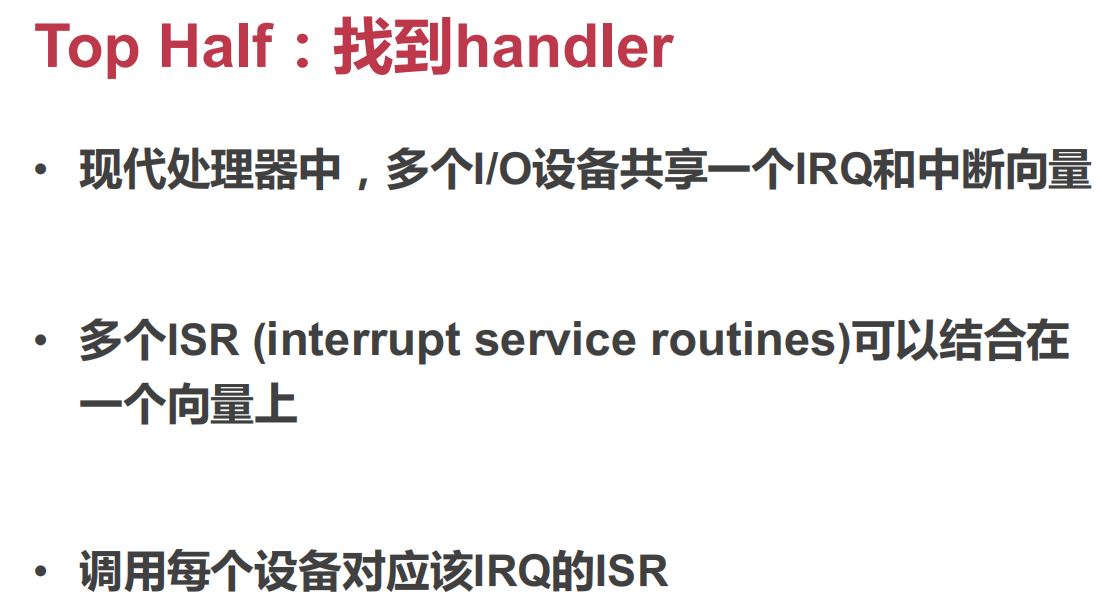 Top Half：找到handler
• 现代处理器中，多个I/O设备共享一个IRQ和中断向量
• 多个ISR (interrupt service routines)可以结合在
一个向量上
• 调用每个设备对应该IRQ的ISR